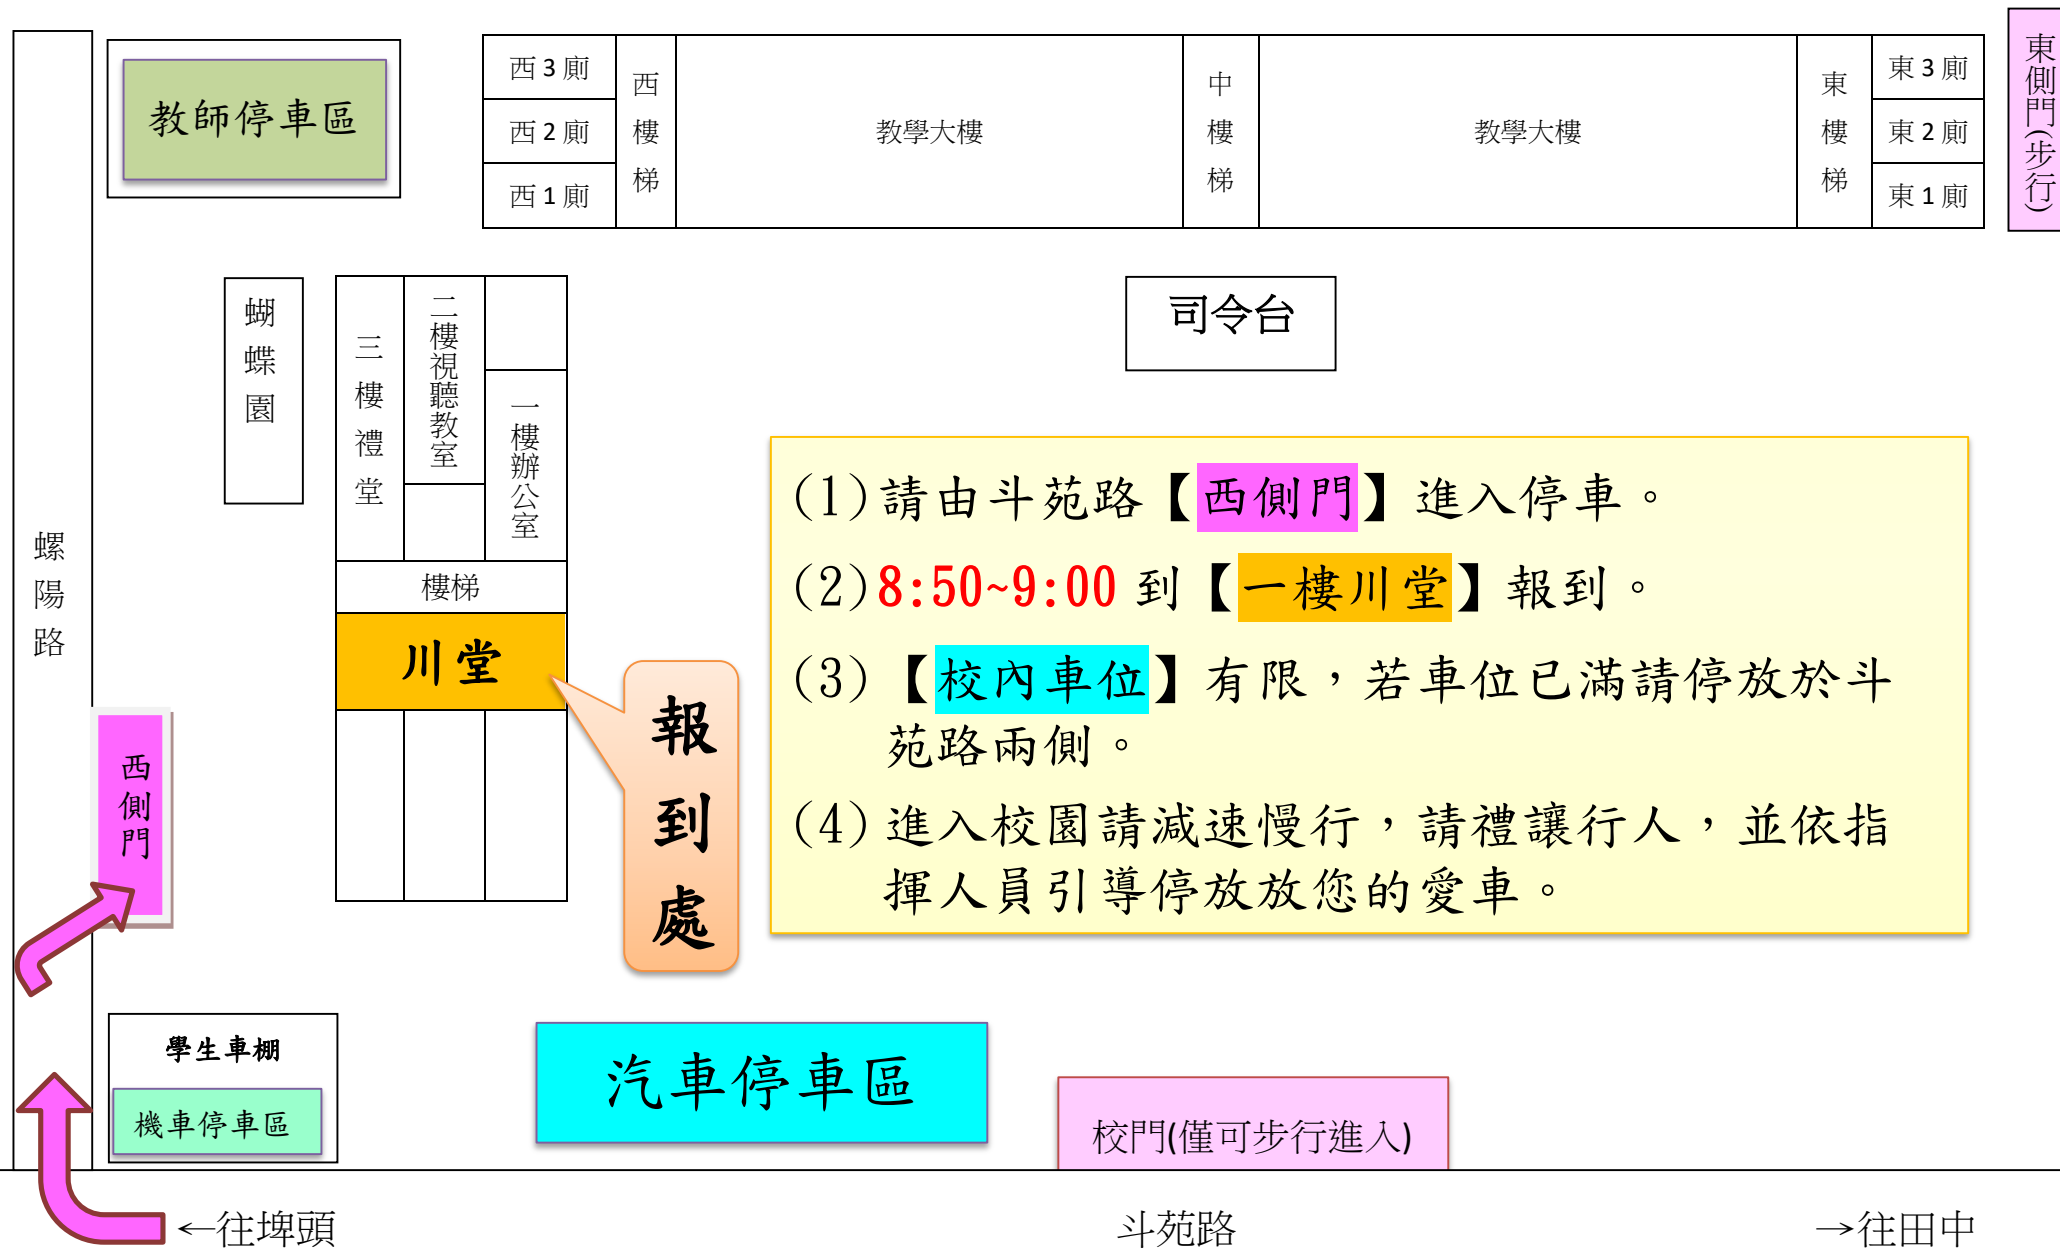 教師停車區
西3廁
西2廁
西1廁
西樓梯
教學大樓
中樓梯
教學大樓
東樓梯
東3廁
東2廁
東1廁
東側門(步行)
螺陽路
蝴蝶園
三樓禮堂
二樓視聽教室
一樓辦公室
樓梯
川堂
報到處
司令台
(1)請由斗苑路【西側門】進入停車。
(2)8:50~9:00到【一樓川堂】報到。
(3)【校內車位】有限，若車位已滿請停放於斗
苑路兩側。
(4)進入校園請減速慢行，請禮讓行人，並依指
揮人員引導停放放您的愛車。
西側門
學生車棚
機車停車區
汽車停車區
校門(僅可步行進入)
←往埤頭
斗苑路
→往田中